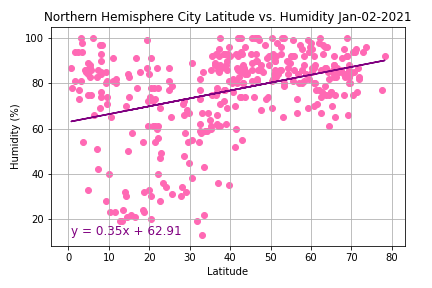 Northern Hemisphere City Latitude vs. Humidity Jan-02-2021
Humidity (%)
100
80
60
40
20
y = 0.35x + 62.91
0 10 20 30 40 50 60 70 80
Latitude